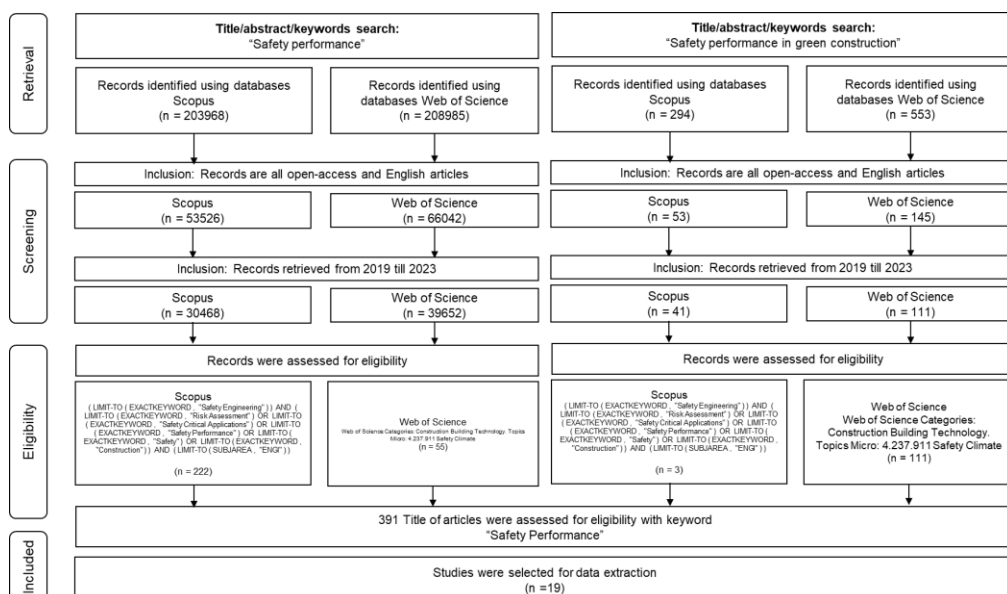 Retrieval
Title/abstract/keywords search:
“Safety performance”
Title/abstract/keywords search:
“Safety performance in green construction”
Records identified using databases
Scopus
(n = 203968)
Records identified using
databases Web of Science
(n = 208985)
Records identified using databases
Scopus
(n = 294)
Records identified using
databases Web of Science
(n = 553)
Screening
Inclusion: Records are all open-access and English articles
Inclusion: Records are all open-access and English articles
Scopus
(n = 53526)
Web of Science
(n = 66042)
Scopus
(n = 53)
Web of Science
(n = 145)
Inclusion: Records retrieved from 2019 till 2023
Inclusion: Records retrieved from 2019 till 2023
Scopus
(n = 30468)
Web of Science
(n = 39652)
Scopus
(n = 41)
Web of Science
(n = 111)
Eligibility
Records were assessed for eligibility
Records were assessed for eligibility
Scopus
( LIMIT-TO ( EXACTKEYWORD , "Safety Engineering" ) ) AND (
LIMIT-TO ( EXACTKEYWORD , "Risk Assessment" ) OR LIMIT-TO
( EXACTKEYWORD , "Safety Critical Applications" ) OR LIMIT-TO
( EXACTKEYWORD , "Safety Performance" ) OR LIMIT-TO (
EXACTKEYWORD , "Safety" ) OR LIMIT-TO ( EXACTKEYWORD ,
"Construction" ) ) AND ( LIMIT-TO ( SUBJAREA , "ENGI" ) )
(n = 222)
Web of Science
Web of Science Categories: Construction Building Technology. Topics
Micro: 4.237.911 Safety Climate
(n = 55)
Scopus
( LIMIT-TO ( EXACTKEYWORD , "Safety Engineering" ) ) AND (
LIMIT-TO ( EXACTKEYWORD , "Risk Assessment" ) OR LIMIT-TO
( EXACTKEYWORD , "Safety Critical Applications" ) OR LIMIT-TO
( EXACTKEYWORD , "Safety Performance" ) OR LIMIT-TO (
EXACTKEYWORD , "Safety" ) OR LIMIT-TO ( EXACTKEYWORD ,
"Construction" ) ) AND ( LIMIT-TO ( SUBJAREA , "ENGI" ) )
(n = 3)
Web of Science
Web of Science Categories:
Construction Building Technology.
Topics Micro: 4.237.911 Safety Climate
(n = 111)
391 Title of articles were assessed for eligibility with keyword
“Safety Performance”
Included
Studies were selected for data extraction
(n =19)